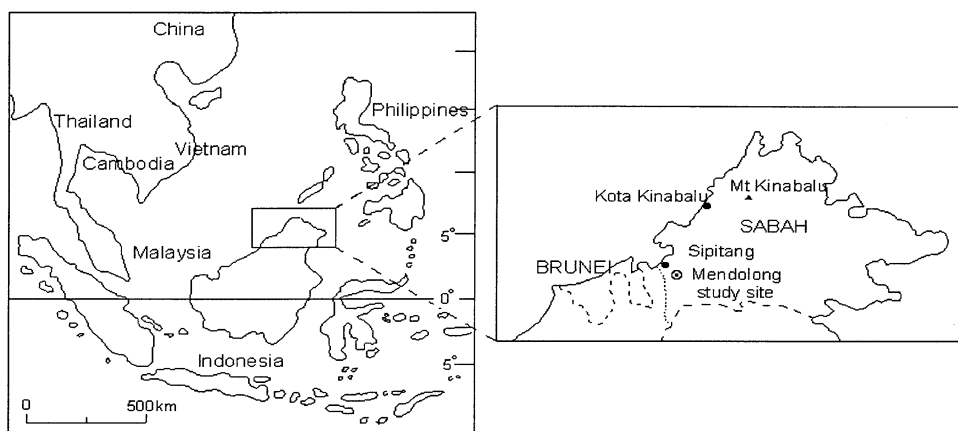 China
Philippines
Thailand
Vietnam
Cambodia
Malaysia
5°
0°
Indonesia
5°
0 500km
Mt Kinabalu
Kota Kinabalu
SABAH
Sipitang
BRUNEI
Mendolong
study site